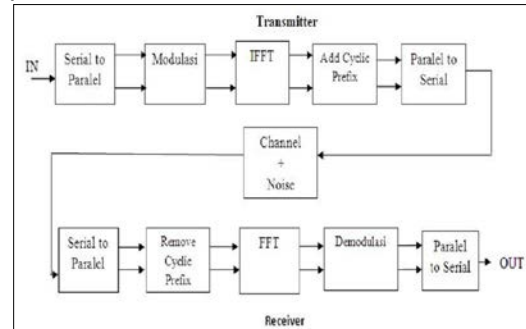 Transmitter
IN
Serial to
Paralel
Modulasi
IFFT
Add Cyclic
Prefix
Paralel to
Serial
Channel
+
Noise
Serial to
Paralel
Remove
Cyclic
Prefix
FFT
Demodulasi
Paralel
to Serial
OUT
Receiver